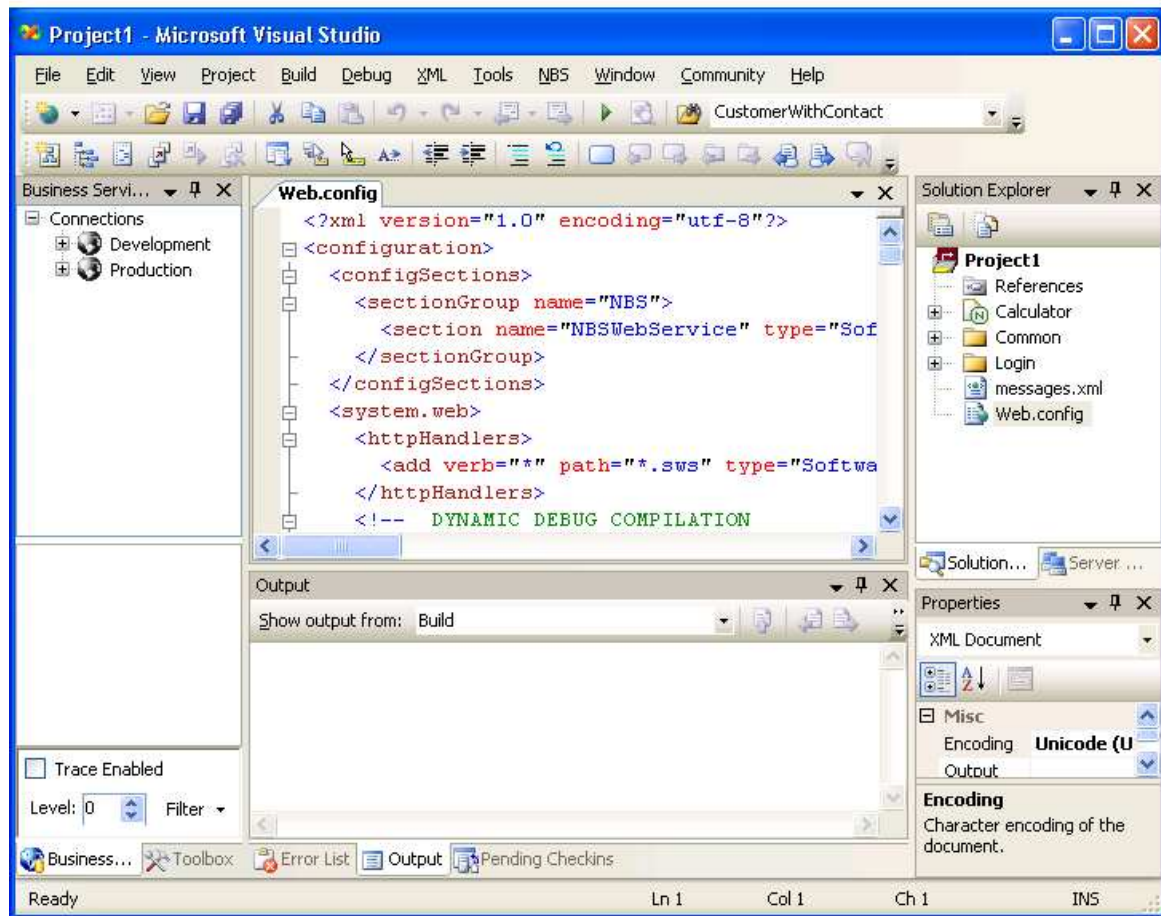 Project1 - Microsoft Visual Studio
File Edit View Project Build Debug XML Tools NBS Window Community Help
CustomerWithContact
Business Servi...
Connections
Development
Production
Trace Enabled
Level: 0 Filter
Business... Toolbox
Web.config
<?xml version="1.0" encoding="utf-8"?>
<configuration>
<configSections>
<sectionGroup name="NBS">
<section name="NBSWebService" type="Sof
</sectionGroup>
</configSections>
<system.web>
<httpHandlers>
<add verb="*" path="*.sws" type="Softwa
</httpHandlers>
<!-- DYNAMIC DEBUG COMPILATION
Output
Show output from: Build
Error List Output Pending Checkins
Solution Explorer
Project1
References
Calculator
Common
Login
messages.xml
Web.config
Solution... Server ...
Properties
XML Document
Misc
Encoding Unicode (U
Output
Encoding
Character encoding of the
document.
Ready Ln 1 Col 1 Ch 1 INS